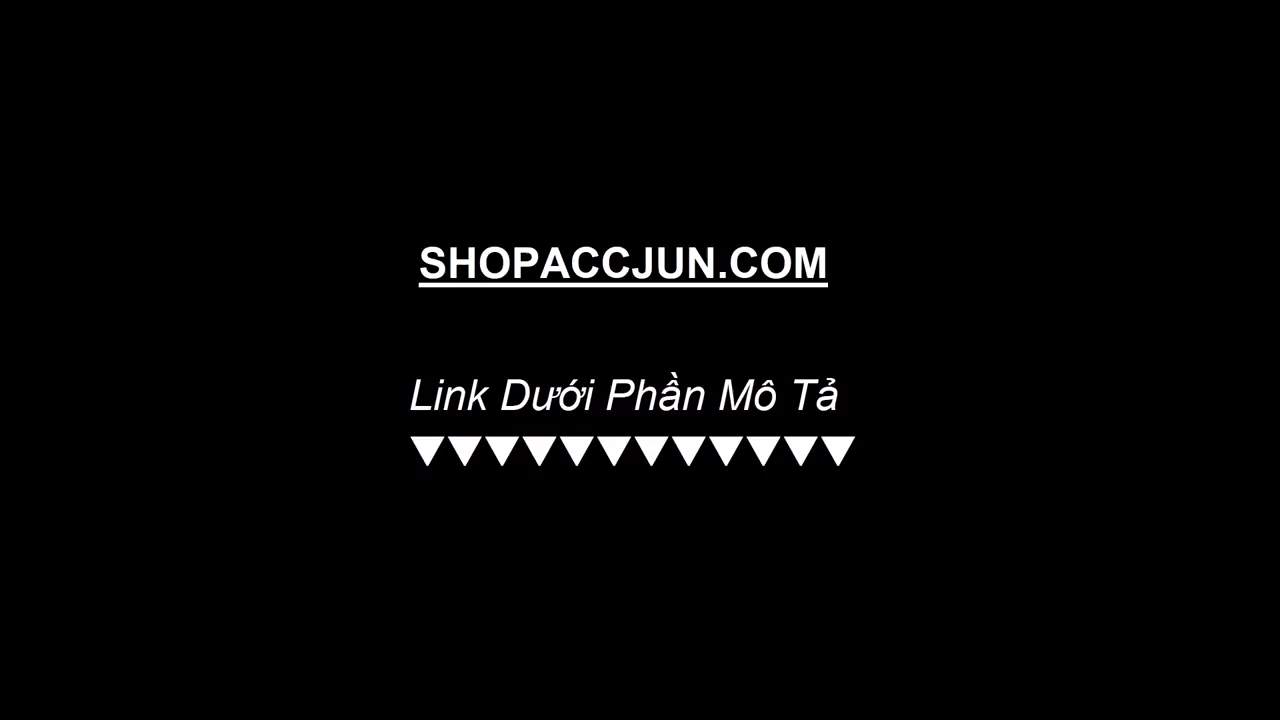 SHOPACCJUN.COM
Link Dưới Phần Mô Tả
▼▼▼▼▼▼▼▼▼▼▼▼